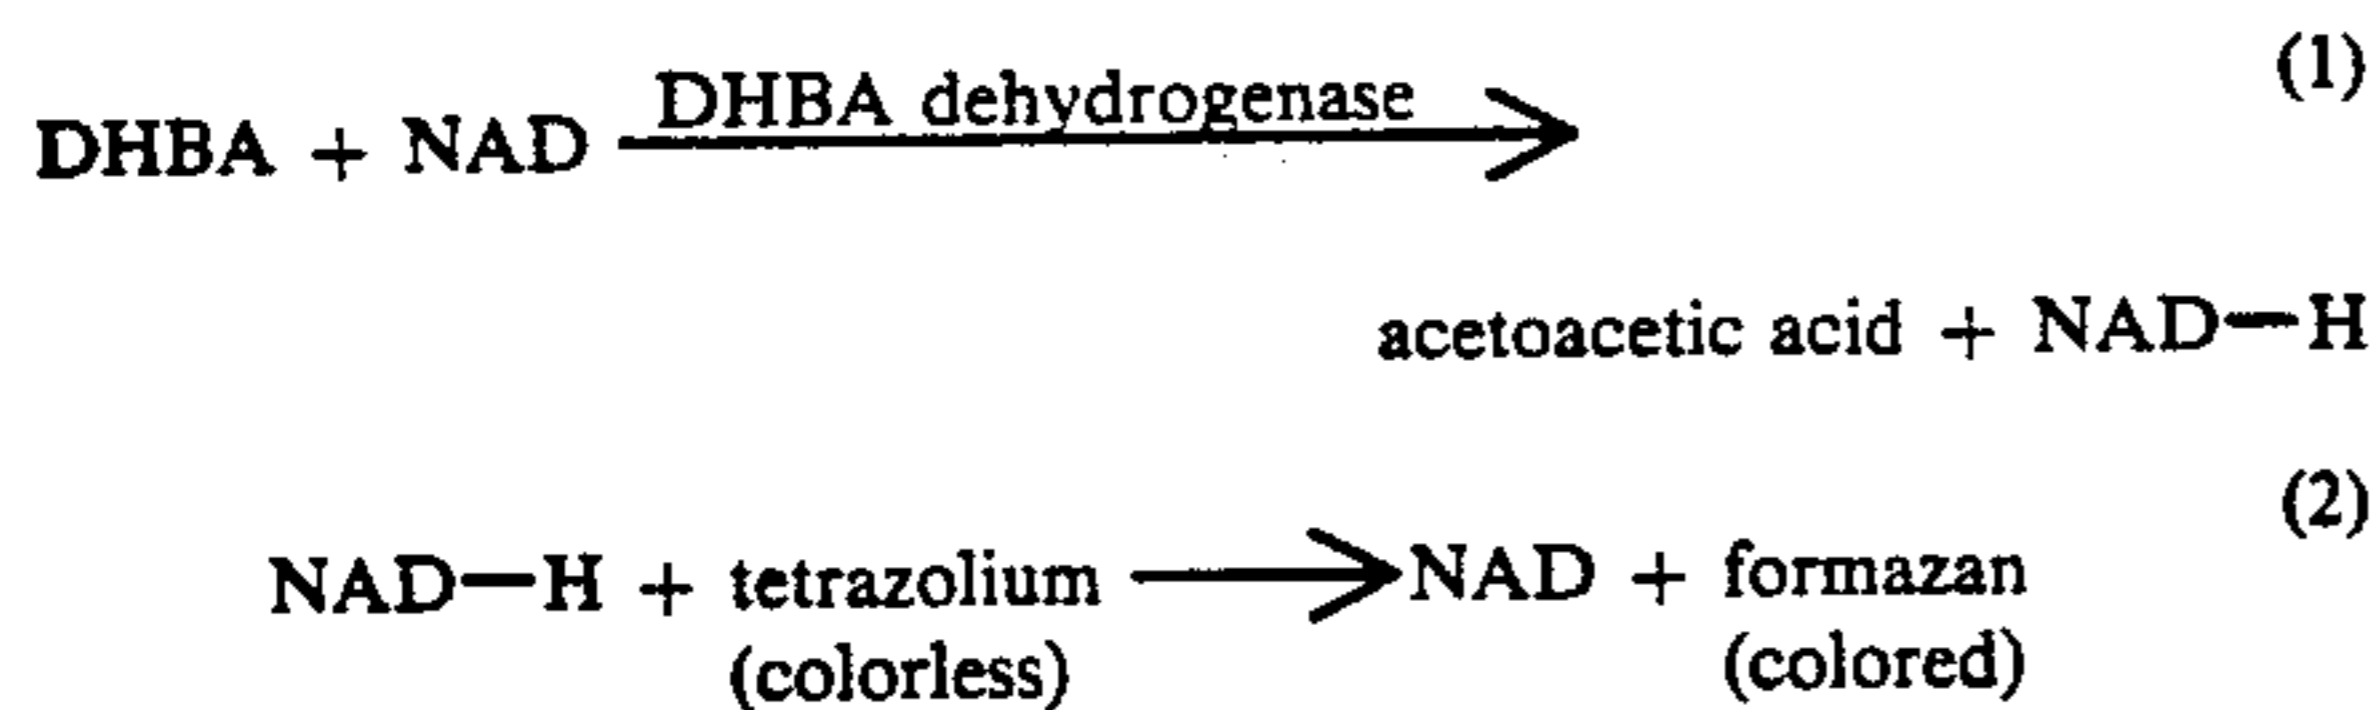 (1)
DHBA + NAD DHBA dehydrogenase
acetoacetic acid + NAD—H
(2)
NAD—H + tetrazolium NAD + formazan
(colorless) (colored)